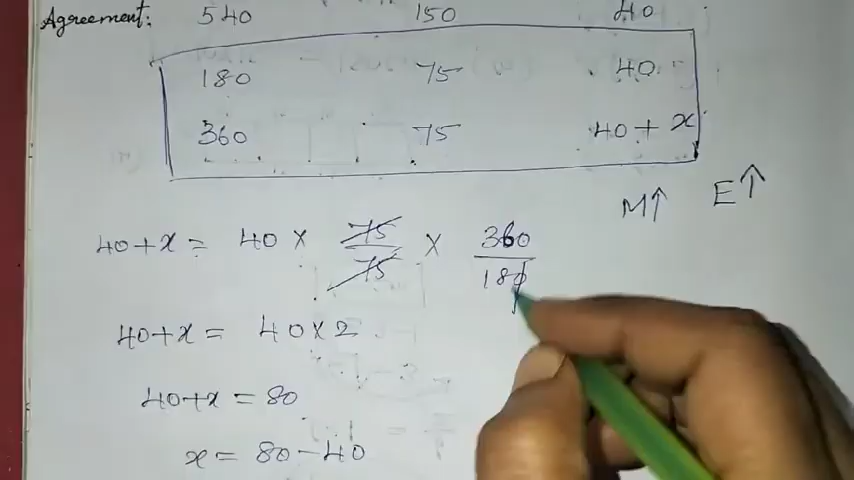 Agreement: 540 150 40
180 75 40
360 75 40 + x
M↑ E↑
40+x = 40 × 75/75 × 360/180
40+x = 40×2
40+x = 80
x = 80-40